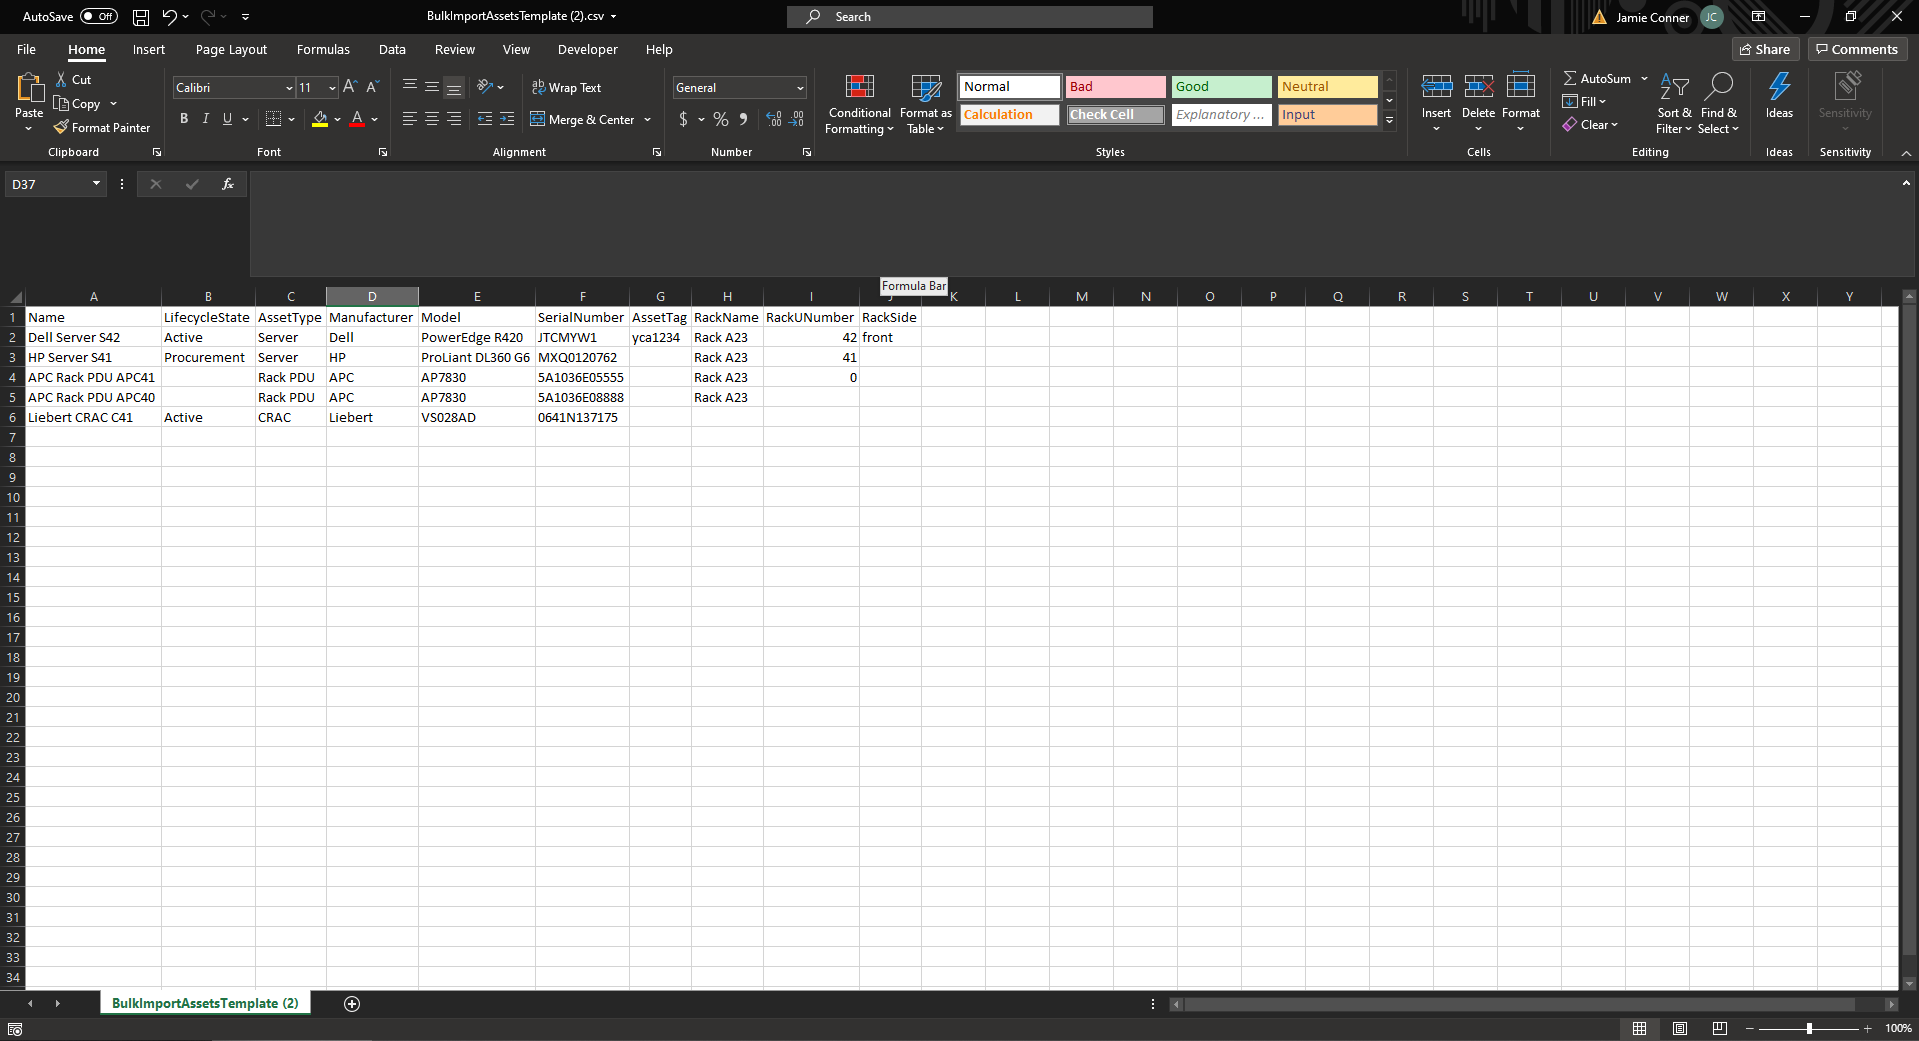 AutoSave Off BulkImportAssetsTemplate (2).csv Search Jamie Conner JC
File Home Insert Page Layout Formulas Data Review View Developer Help Share Comments
Paste Cut Copy Format Painter
Clipboard
Calibri 11
B I U A
Font
Wrap Text
Merge & Center
Alignment
General
$ % 9
Number
Conditional Formatting
Format as Table
Normal Bad Good Neutral
Calculation Check Cell Explanatory ... Input
Styles
Insert Delete Format
Cells
AutoSum
Fill
Clear
Sort & Filter
Find & Select
Editing
Ideas
Ideas
Sensitivity
Sensitivity
D37 fx
Formula Bar
A B C D E F G H I J K L M N O P Q R S T U V W X Y
1 Name LifecycleState AssetType Manufacturer Model SerialNumber AssetTag RackName RackUNumber RackSide
2 Dell Server S42 Active Server Dell PowerEdge R420 JTCMYW1 yca1234 Rack A23 42 front
3 HP Server S41 Procurement Server HP ProLiant DL360 G6 MXQ0120762 Rack A23 41
4 APC Rack PDU APC41 Rack PDU APC AP7830 5A1036E05555 Rack A23 0
5 APC Rack PDU APC40 Rack PDU APC AP7830 5A1036E08888 Rack A23
6 Liebert CRAC C41 Active CRAC Liebert VS028AD 0641N137175
7
8
9
10
11
12
13
14
15
16
17
18
19
20
21
22
23
24
25
26
27
28
29
30
31
32
33
34
BulkImportAssetsTemplate (2)
100%